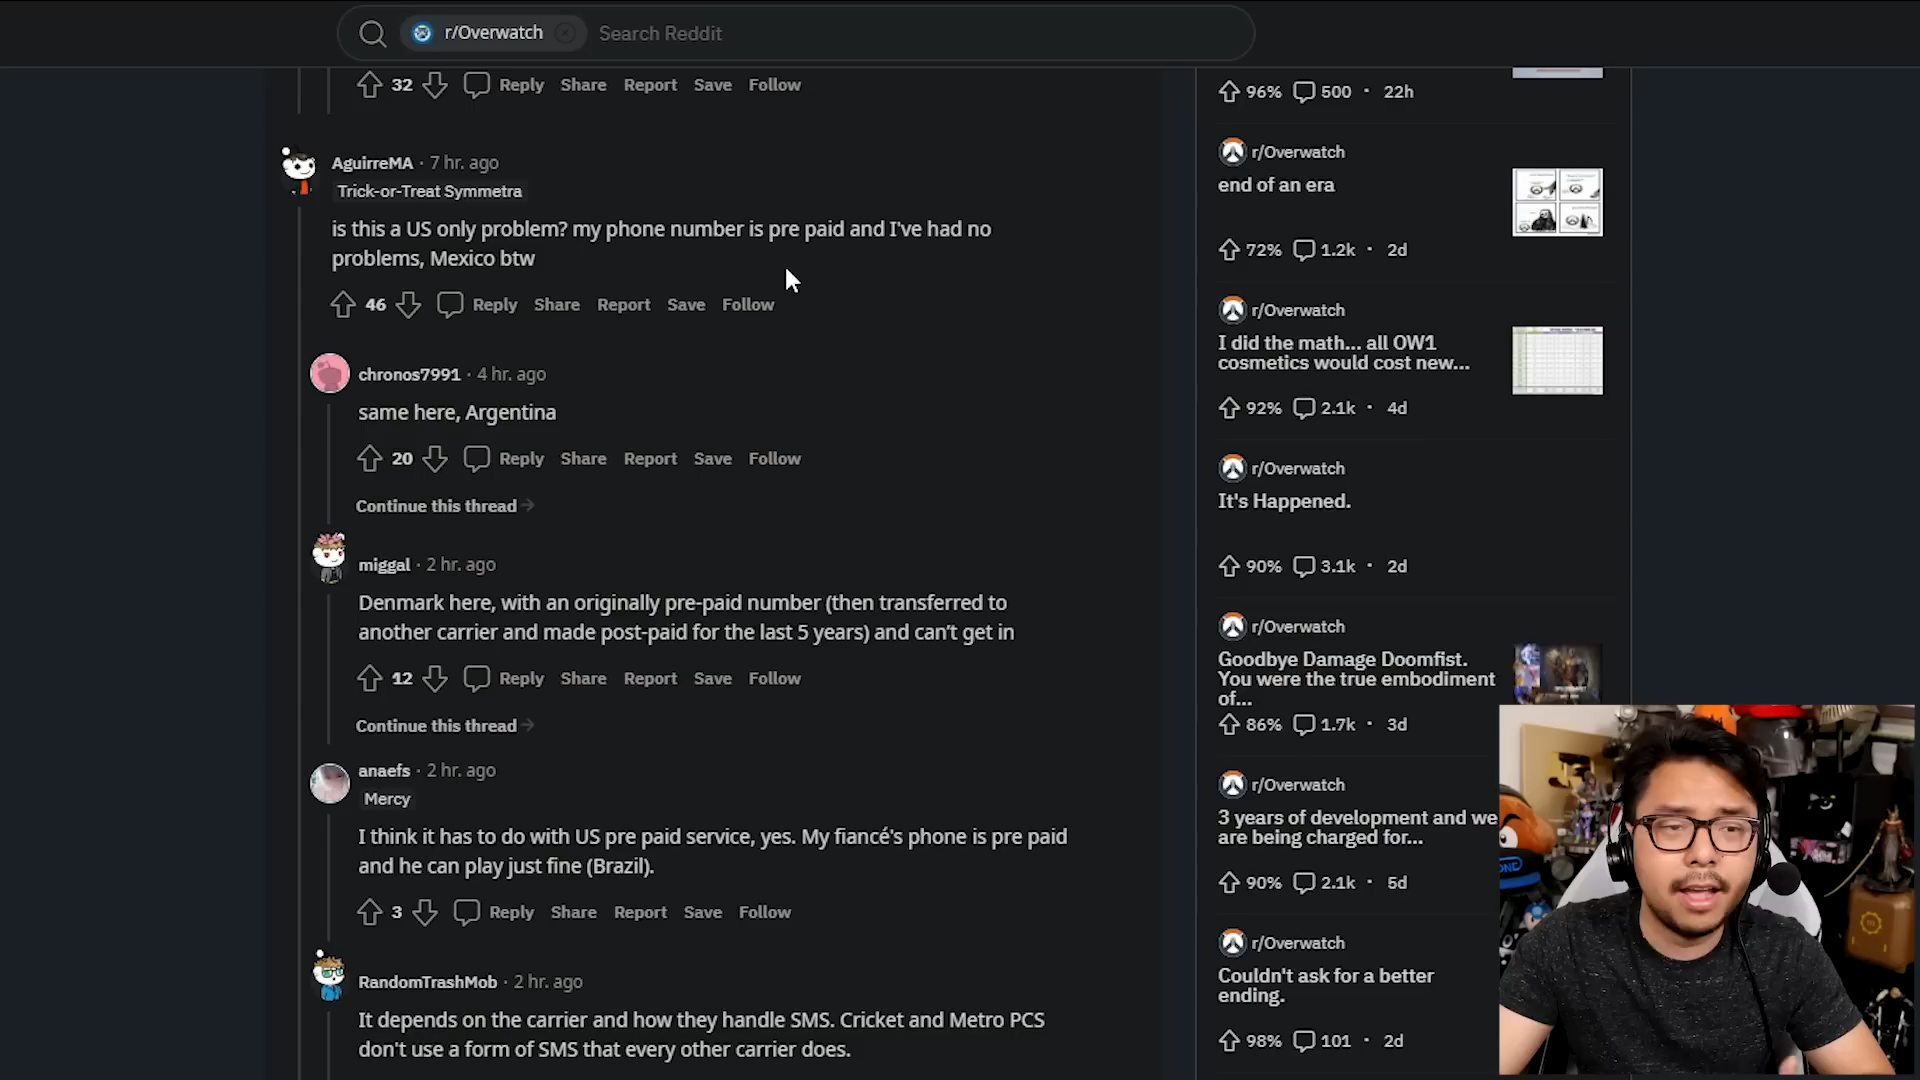 r/Overwatch
Search Reddit
32 Reply Share Report Save Follow
AguirreMA · 7 hr. ago
Trick-or-Treat Symmetra
is this a US only problem? my phone number is pre paid and I've had no
problems, Mexico btw
46 Reply Share Report Save Follow
chronos7991 · 4 hr. ago
same here, Argentina
20 Reply Share Report Save Follow
Continue this thread
miggal · 2 hr. ago
Denmark here, with an originally pre-paid number (then transferred to
another carrier and made post-paid for the last 5 years) and can't get in
12 Reply Share Report Save Follow
Continue this thread
anaefs · 2 hr. ago
Mercy
I think it has to do with US pre paid service, yes. My fiancé's phone is pre paid
and he can play just fine (Brazil).
3 Reply Share Report Save Follow
RandomTrashMob · 2 hr. ago
It depends on the carrier and how they handle SMS. Cricket and Metro PCS
don't use a form of SMS that every other carrier does.
96% 500 · 22h
r/Overwatch
end of an era
72% 1.2k · 2d
r/Overwatch
I did the math... all OW1
cosmetics would cost new...
92% 2.1k · 4d
r/Overwatch
It's Happened.
90% 3.1k · 2d
r/Overwatch
Goodbye Damage Doomfist.
You were the true embodiment
of...
86% 1.7k · 3d
r/Overwatch
3 years of development and we
are being charged for...
90% 2.1k · 5d
r/Overwatch
Couldn't ask for a better
ending.
98% 101 · 2d